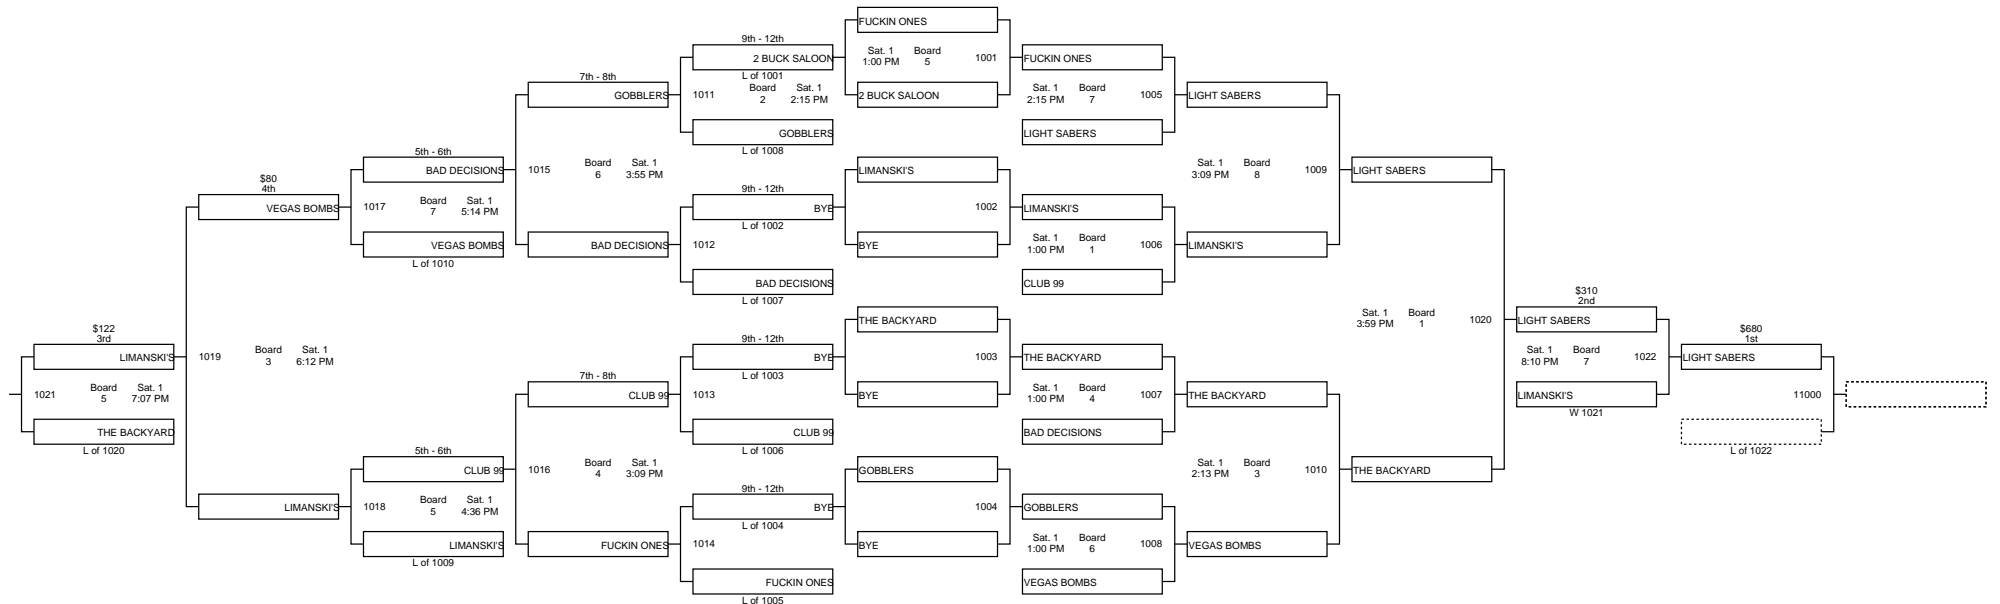 FUCKIN ONES
9th - 12th
2 BUCK SALOON
L of 1001
Sat. 1 Board
1:00 PM 5
1001
FUCKIN ONES
7th - 8th
GOBBLERS
1011
Board Sat. 1
2 2:15 PM
2 BUCK SALOON
Sat. 1 Board
2:15 PM 7
1005
LIGHT SABERS
GOBBLERS
L of 1008
LIGHT SABERS
5th - 6th
BAD DECISIONS
1015
Board Sat. 1
6 3:55 PM
LIMANSKI'S
Sat. 1 Board
3:09 PM 8
1009
LIGHT SABERS
$80
4th
VEGAS BOMBS
1017
Board Sat. 1
7 5:14 PM
9th - 12th
BYE
L of 1002
1002
LIMANSKI'S
VEGAS BOMBS
L of 1010
BAD DECISIONS
1012
BYE
Sat. 1 Board
1:00 PM 1
1006
LIMANSKI'S
BAD DECISIONS
L of 1007
CLUB 99
THE BACKYARD
Sat. 1 Board
3:59 PM 1
1020
$310
2nd
LIGHT SABERS
$122
3rd
LIMANSKI'S
1019
Board Sat. 1
3 6:12 PM
9th - 12th
BYE
L of 1003
1003
THE BACKYARD
Sat. 1 Board
8:10 PM 7
1022
$680
1st
LIGHT SABERS
1021
Board Sat. 1
5 7:07 PM
7th - 8th
CLUB 99
1013
BYE
Sat. 1 Board
1:00 PM 4
1007
THE BACKYARD
LIMANSKI'S
W 1021
11000
THE BACKYARD
L of 1020
CLUB 99
L of 1006
BAD DECISIONS
L of 1022
5th - 6th
CLUB 99
1016
Board Sat. 1
4 3:09 PM
GOBBLERS
Sat. 1 Board
2:13 PM 3
1010
THE BACKYARD
LIMANSKI'S
1018
Board Sat. 1
5 4:36 PM
9th - 12th
BYE
L of 1004
1004
GOBBLERS
LIMANSKI'S
L of 1009
FUCKIN ONES
1014
BYE
Sat. 1 Board
1:00 PM 6
1008
VEGAS BOMBS
FUCKIN ONES
L of 1005
VEGAS BOMBS